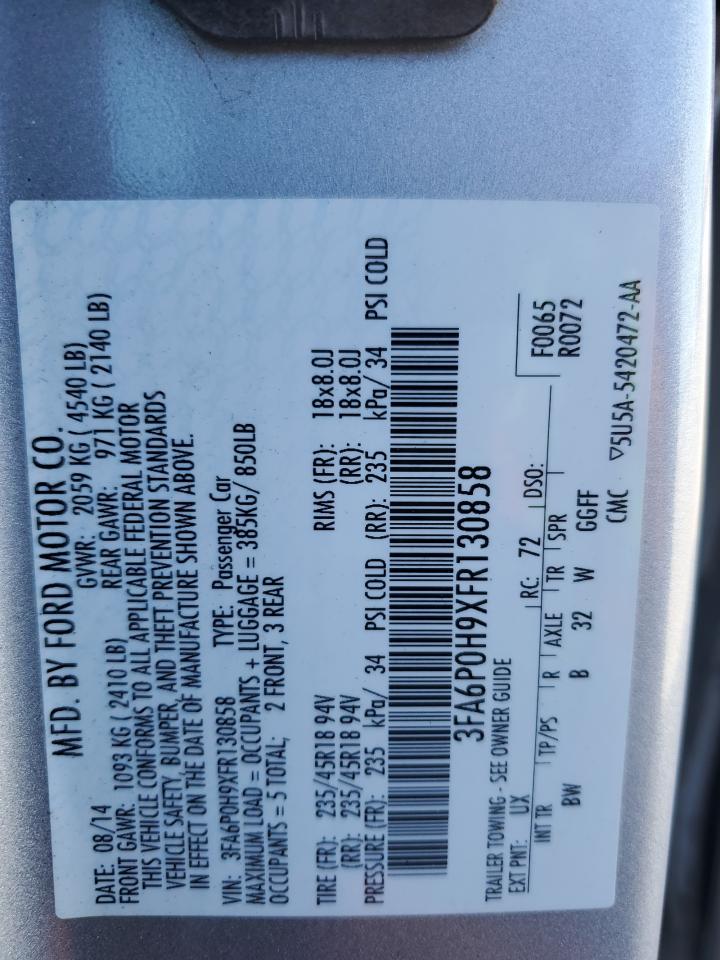 MFD. BY FORD MOTOR CO.
DATE: 08/14 GVWR: 2059 KG ( 4540 LB)
FRONT GAWR: 1093 KG ( 2410 LB) REAR GAWR: 971 KG ( 2140 LB)
THIS VEHICLE CONFORMS TO ALL APPLICABLE FEDERAL MOTOR
VEHICLE SAFETY, BUMPER, AND THEFT PREVENTION STANDARDS
IN EFFECT ON THE DATE OF MANUFACTURE SHOWN ABOVE.
VIN: 3FA6P0H9XFR130858 TYPE: Passenger Car
MAXIMUM LOAD = OCCUPANTS + LUGGAGE = 385KG/ 850LB
OCCUPANTS = 5 TOTAL; 2 FRONT, 3 REAR
TIRE (FR): 235/45R18 94V RIMS (FR): 18x8.0J
(RR): 235/45R18 94V (RR): 18x8.0J
PRESSURE (FR): 235 kPa/ 34 PSI COLD (RR): 235 kPa/ 34 PSI COLD
3FA6P0H9XFR130858
TRAILER TOWING - SEE OWNER GUIDE
EXT PNT: UX RC: 72 DSO: F0065
R0072
INT TR TP/PS R AXLE TR SPR
BW B 32 W GGFF
CMC ▽5U5A-5420472-AA